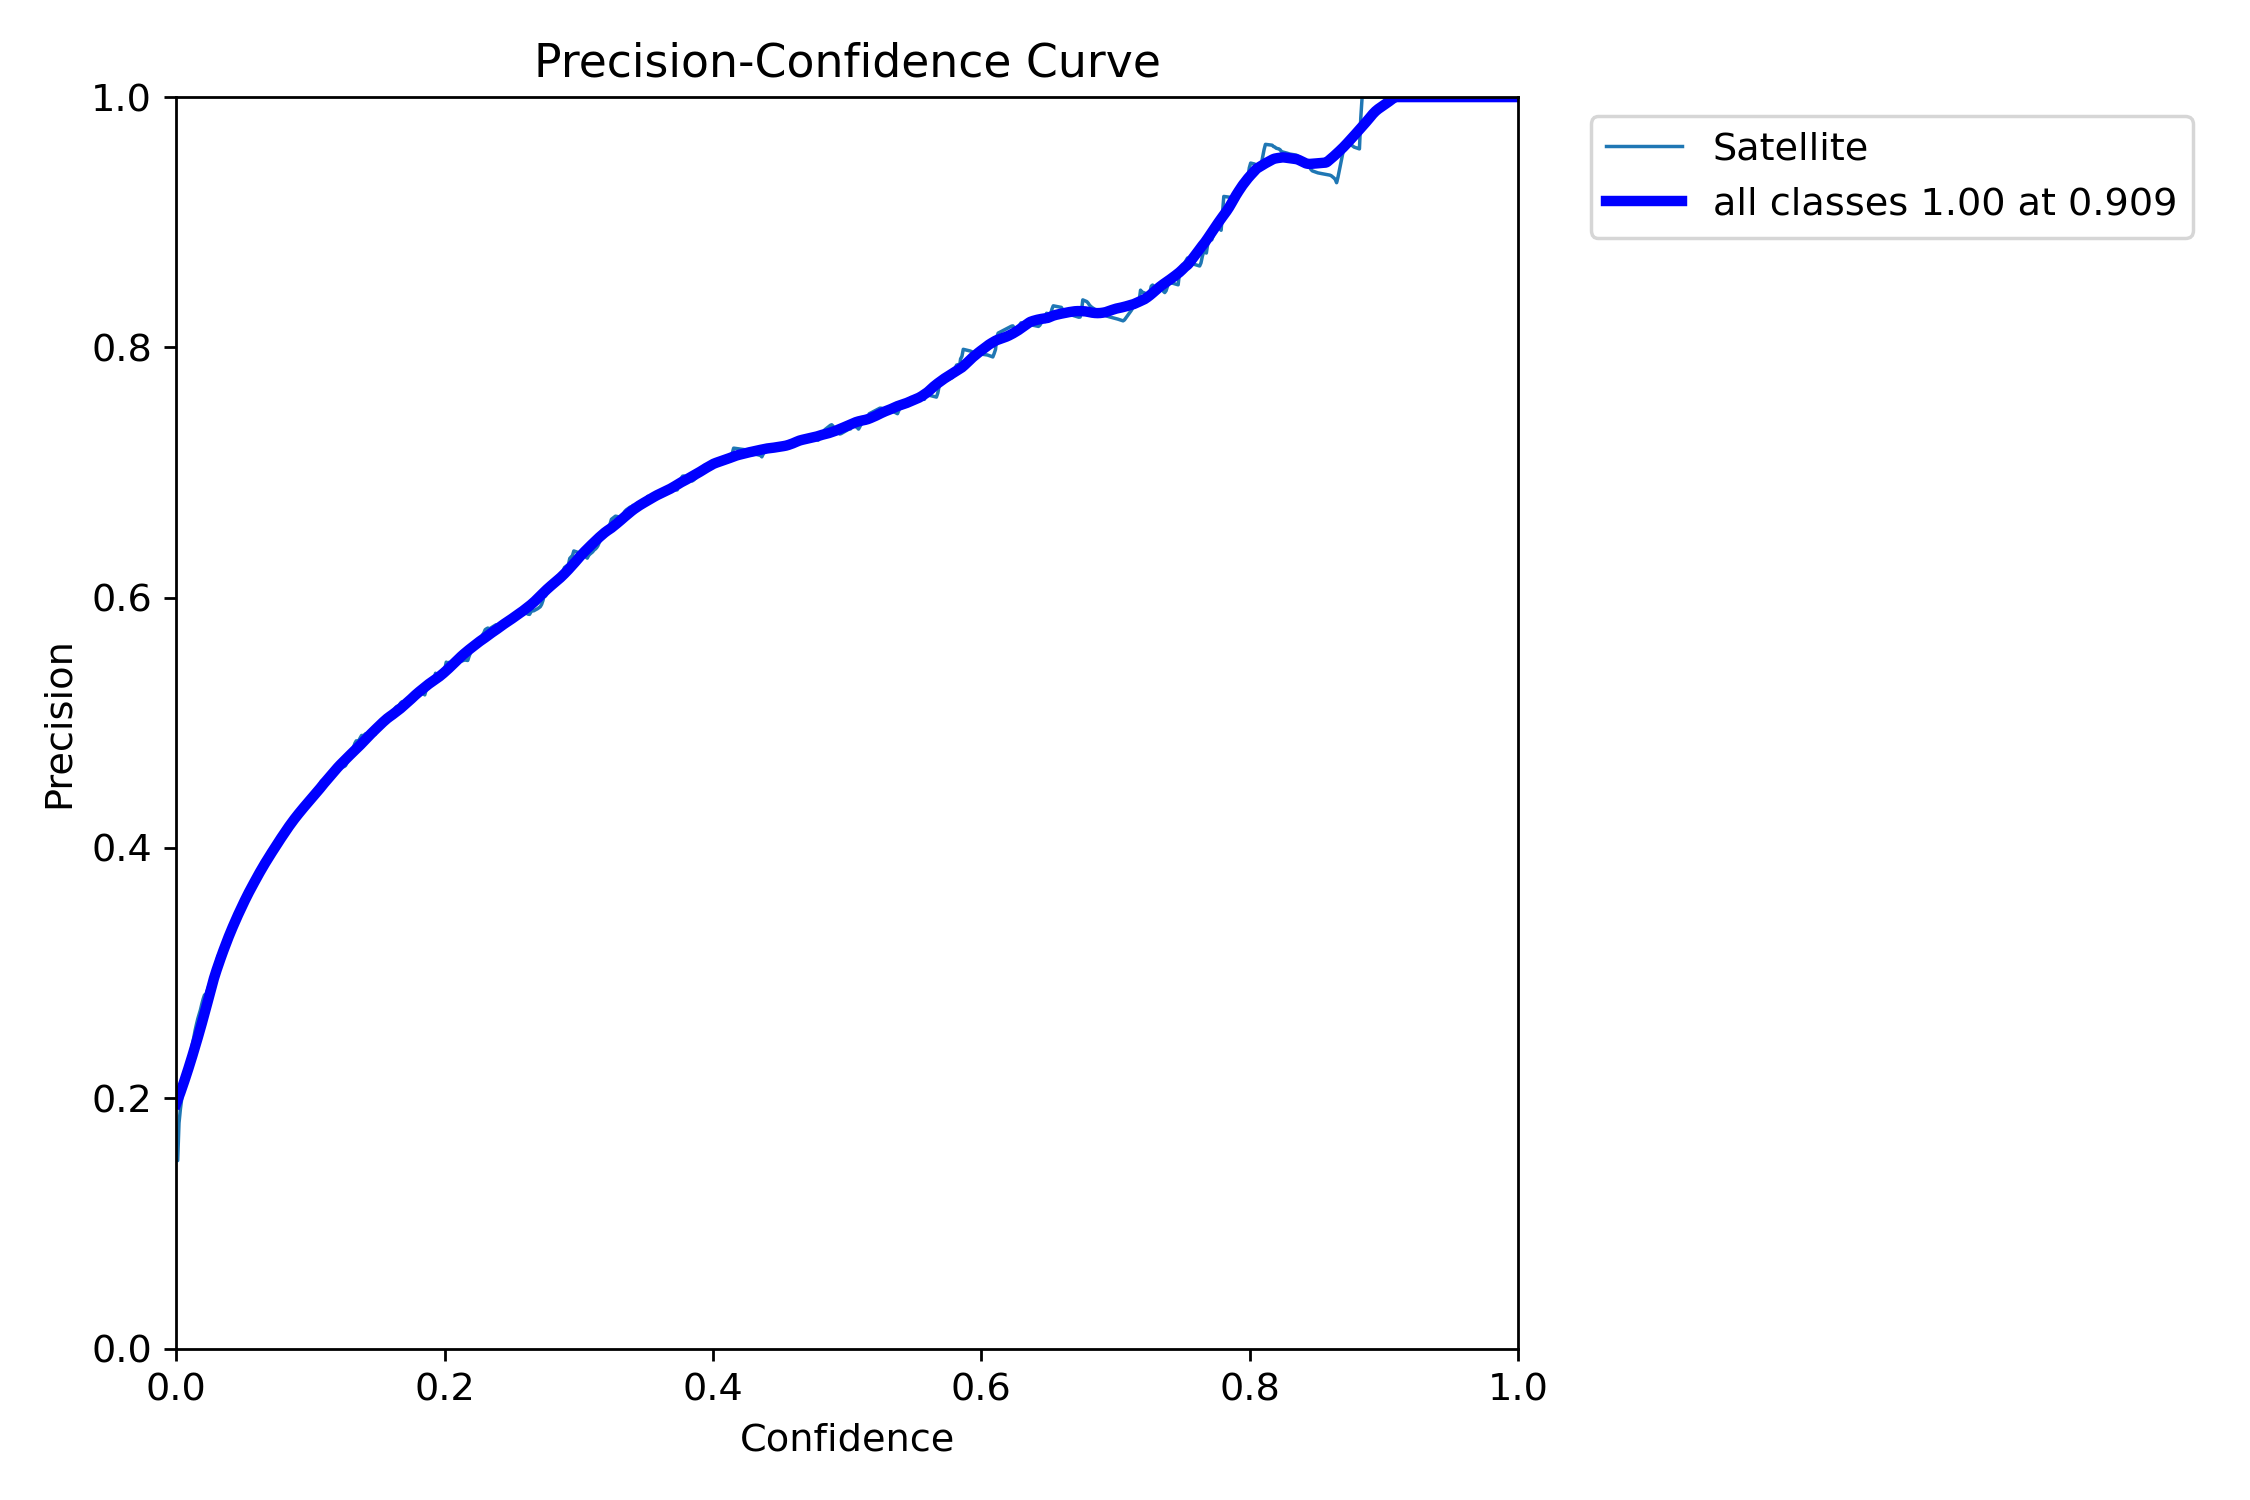 Precision-Confidence Curve
1.0
0.8
0.6
0.4
0.2
0.0
Precision
0.0 0.2 0.4 0.6 0.8 1.0
Confidence
Satellite
all classes 1.00 at 0.909